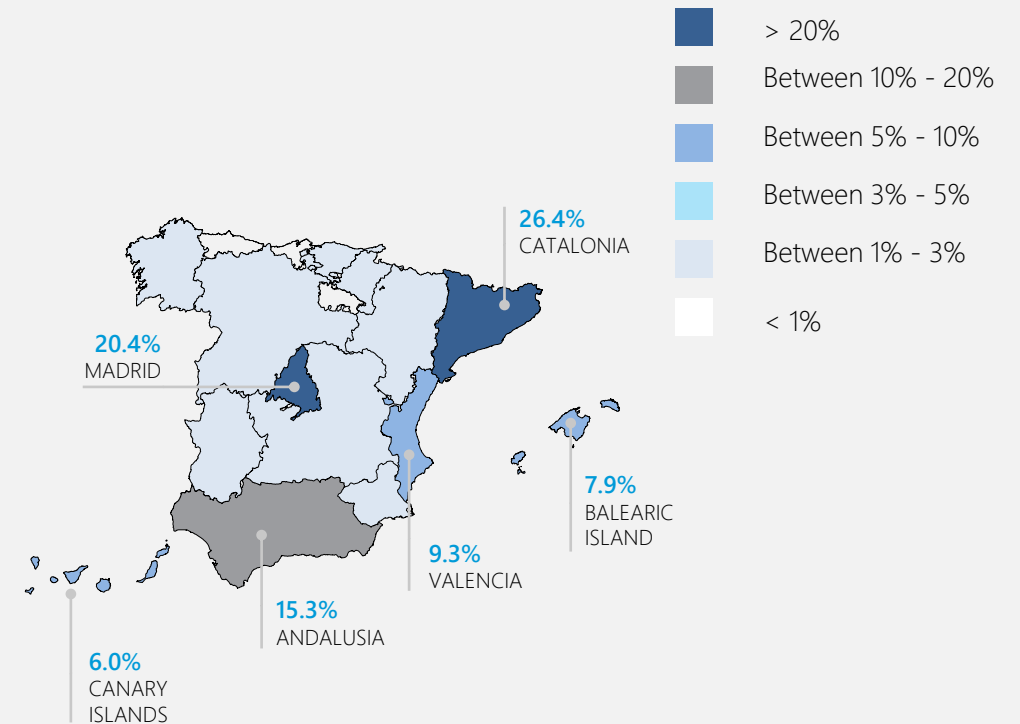 > 20%
Between 10% - 20%
Between 5% - 10%
Between 3% - 5%
Between 1% - 3%
< 1%
26.4%
CATALONIA
20.4%
MADRID
7.9%
BALEARIC
ISLAND
9.3%
VALENCIA
15.3%
ANDALUSIA
6.0%
CANARY
ISLANDS